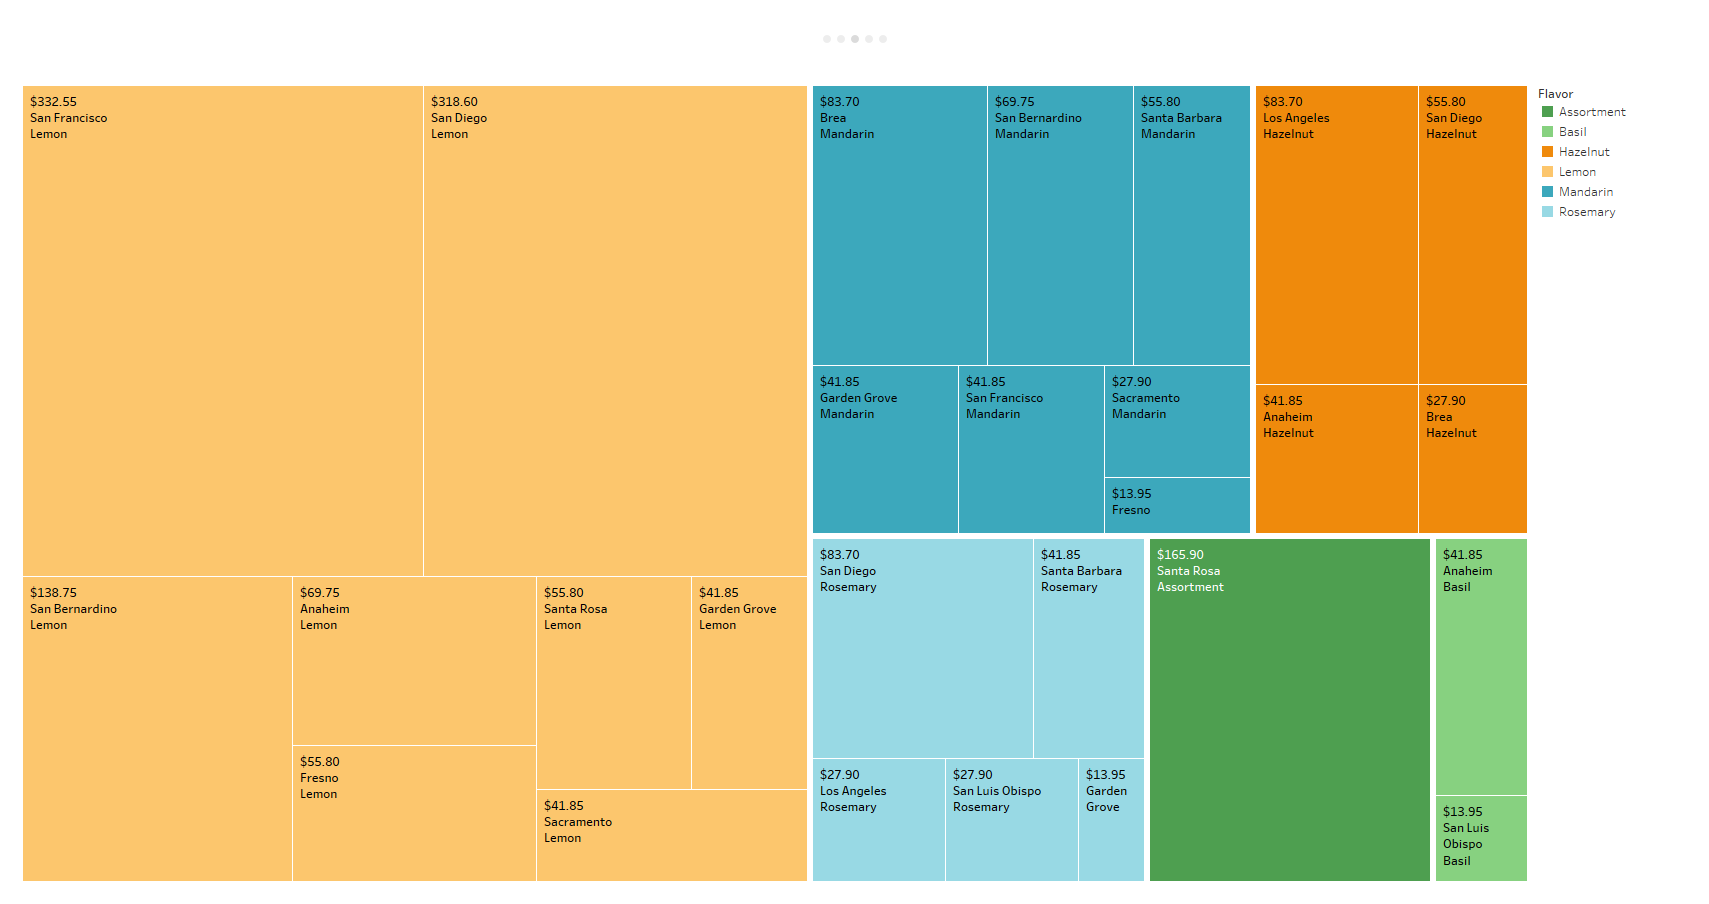 $332.55
San Francisco
Lemon
$318.60
San Diego
Lemon
$138.75
San Bernardino
Lemon
$69.75
Anaheim
Lemon
$55.80
Fresno
Lemon
$55.80
Santa Rosa
Lemon
$41.85
Garden Grove
Lemon
$41.85
Sacramento
Lemon
$83.70
Brea
Mandarin
$69.75
San Bernardino
Mandarin
$55.80
Santa Barbara
Mandarin
$41.85
Garden Grove
Mandarin
$41.85
San Francisco
Mandarin
$27.90
Sacramento
Mandarin
$13.95
Fresno
$83.70
Los Angeles
Hazelnut
$55.80
San Diego
Hazelnut
$41.85
Anaheim
Hazelnut
$27.90
Brea
Hazelnut
$83.70
San Diego
Rosemary
$41.85
Santa Barbara
Rosemary
$27.90
Los Angeles
Rosemary
$27.90
San Luis Obispo
Rosemary
$13.95
Garden
Grove
$165.90
Santa Rosa
Assortment
$41.85
Anaheim
Basil
$13.95
San Luis
Obispo
Basil
Flavor
Assortment
Basil
Hazelnut
Lemon
Mandarin
Rosemary